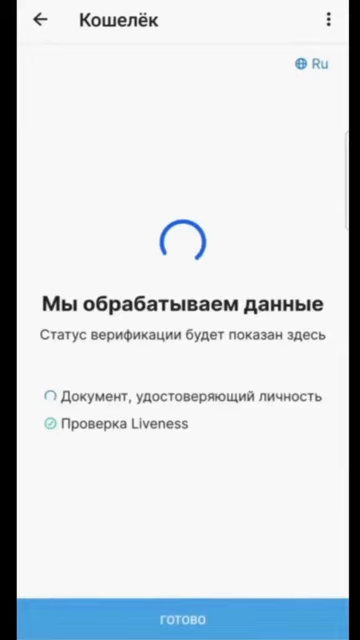 Кошелёк
Ru
Мы обрабатываем данные
Статус верификации будет показан здесь
Документ, удостоверяющий личность
Проверка Liveness
ГОТОВО